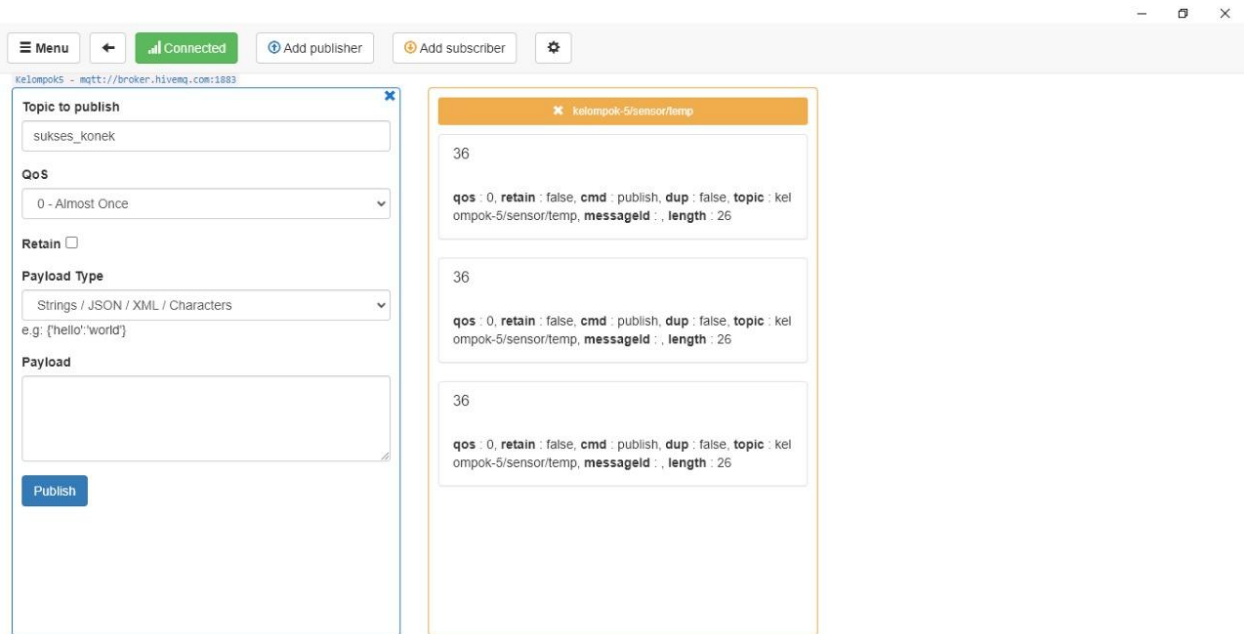 Menu
Connected
Add publisher
Add subscriber
Kelompok5 - mqtt://broker.hivemq.com:1883
Topic to publish
sukses_konek
QoS
0 - Almost Once
Retain
Payload Type
Strings / JSON / XML / Characters
e.g: {'hello':'world'}
Payload
Publish
kelompok-5/sensor/temp
36
qos : 0, retain : false, cmd : publish, dup : false, topic : kel
ompok-5/sensor/temp, messageId : , length : 26
36
qos : 0, retain : false, cmd : publish, dup : false, topic : kel
ompok-5/sensor/temp, messageId : , length : 26
36
qos : 0, retain : false, cmd : publish, dup : false, topic : kel
ompok-5/sensor/temp, messageId : , length : 26